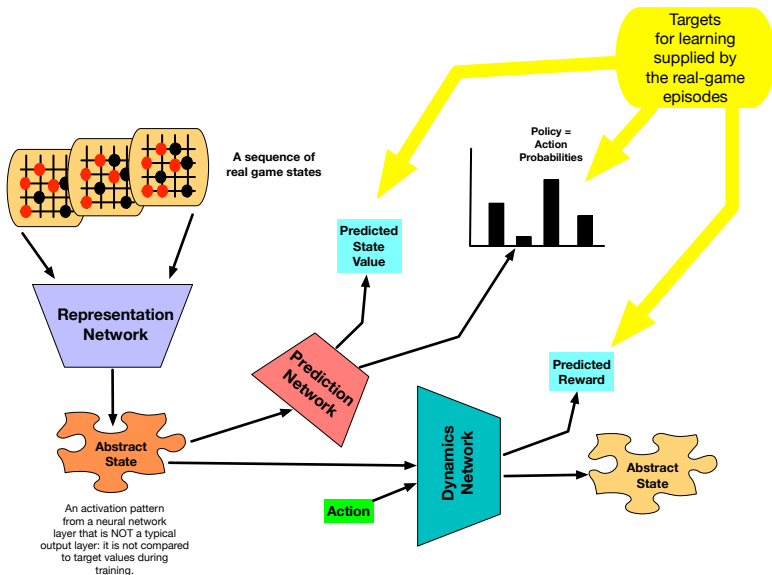 Targets
for learning
supplied by
the real-game
episodes
Policy =
Action
Probabilities
A sequence of
real game states
Predicted
State
Value
Representation
Network
Prediction
Network
Predicted
Reward
Abstract
State
Dynamics
Network
Abstract
State
Action
An activation pattern
from a neural network
layer that is NOT a typical
output layer: it is not compared
to target values during
training.